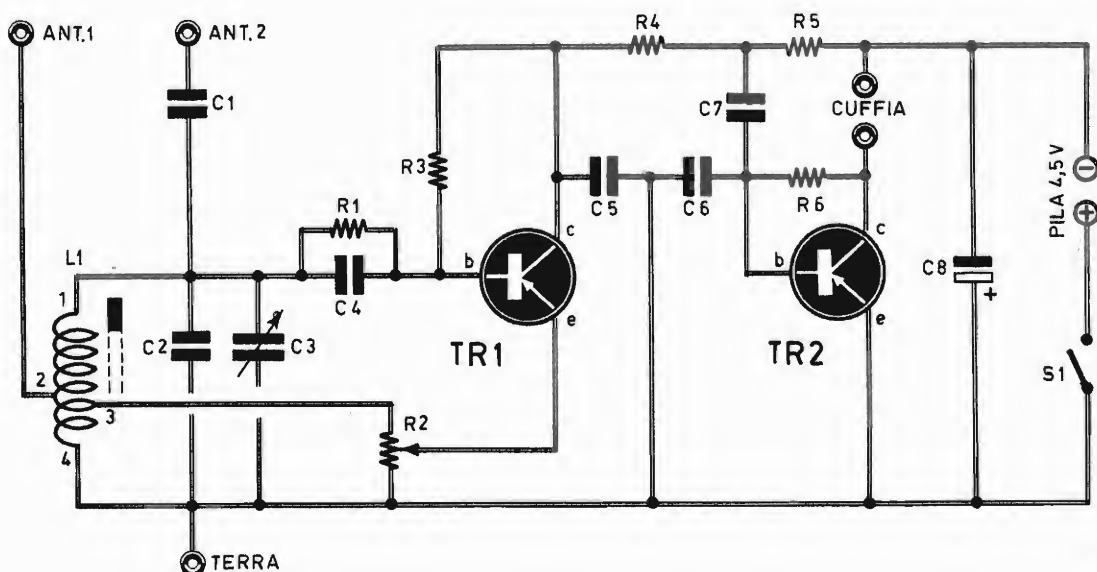 ANT.1
ANT.2
R4
R5
C1
C7
CUFFIA
R3
R1
C5
C6
R6
PILA 4,5 V
L1
b
c
b
c
C8
+
1
C4
C2
C3
e
e
TR1
TR2
S1
2
3
R2
4
TERRA